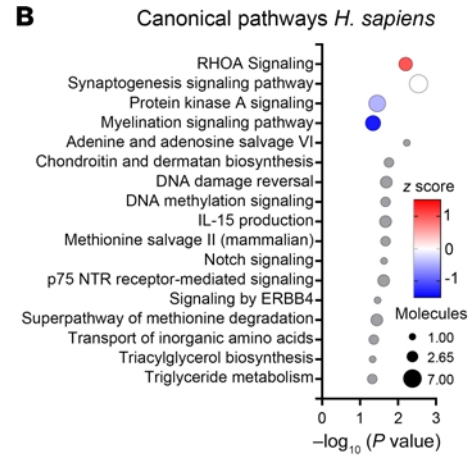 B
Canonical pathways H. sapiens
RHOA Signaling
Synaptogenesis signaling pathway
Protein kinase A signaling
Myelination signaling pathway
Adenine and adenosine salvage VI
Chondroitin and dermatan biosynthesis
DNA damage reversal
DNA methylation signaling
IL-15 production
Methionine salvage II (mammalian)
Notch signaling
p75 NTR receptor-mediated signaling
Signaling by ERBB4
Superpathway of methionine degradation
Transport of inorganic amino acids
Triacylglycerol biosynthesis
Triglyceride metabolism
z score
1
0
-1
Molecules
1.00
2.65
7.00
0 1 2 3
–log10 (P value)